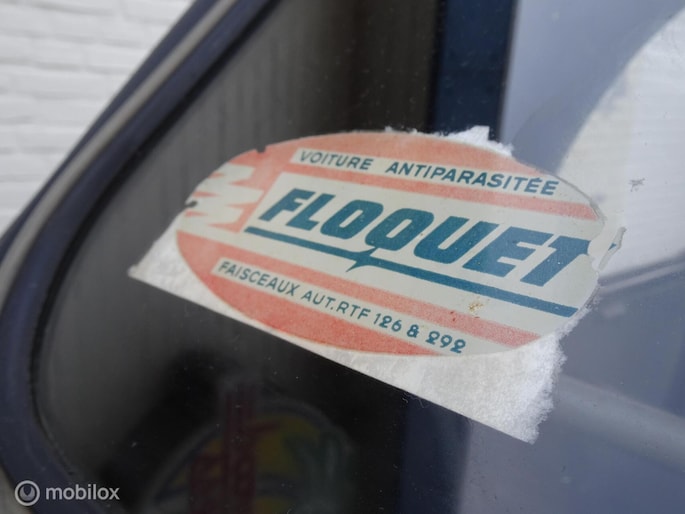 VOITURE ANTIPARASITÉE
FLOQUET
FAISCEAUX AUT. RTF 126 & 292
mobilox